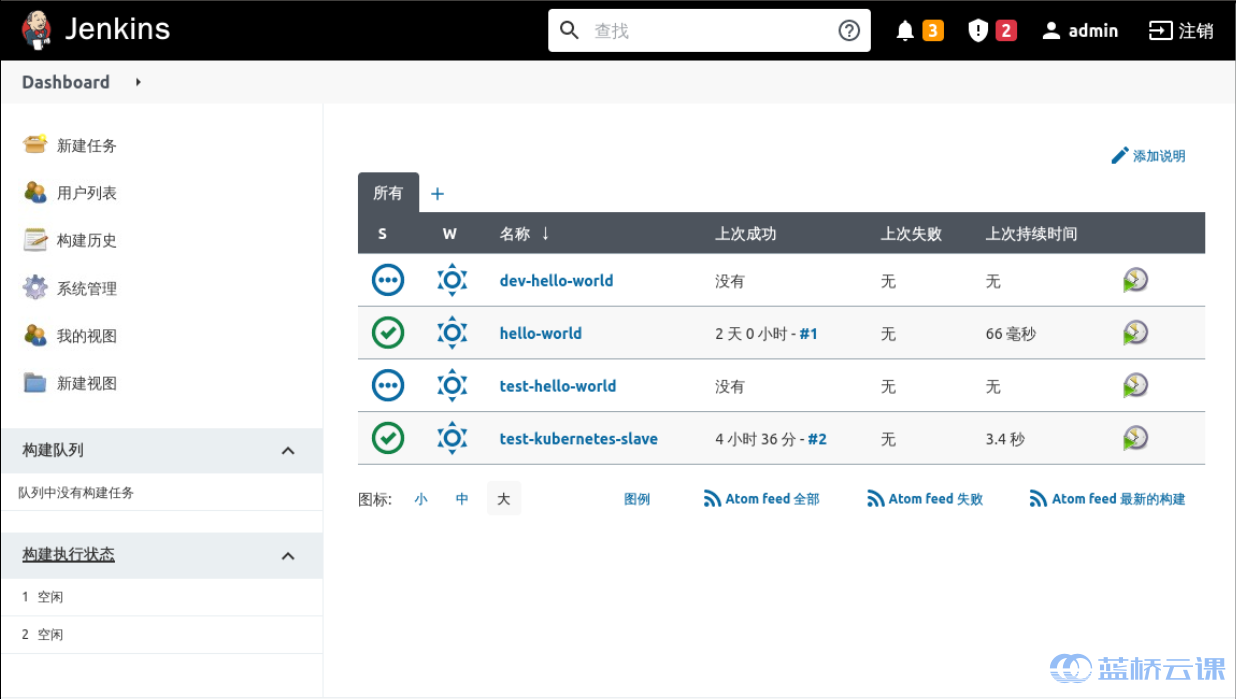 Jenkins 查找 3 2 admin 注销
Dashboard
新建任务
用户列表
构建历史
系统管理
我的视图
新建视图
构建队列
队列中没有构建任务
构建执行状态
1 空闲
2 空闲
添加说明
所有 +
S W 名称 ↓ 上次成功 上次失败 上次持续时间
dev-hello-world 没有 无 无
hello-world 2 天 0 小时 - #1 无 66 毫秒
test-hello-world 没有 无 无
test-kubernetes-slave 4 小时 36 分 - #2 无 3.4 秒
图标: 小 中 大 图例 Atom feed 全部 Atom feed 失败 Atom feed 最新的构建
蓝桥云课